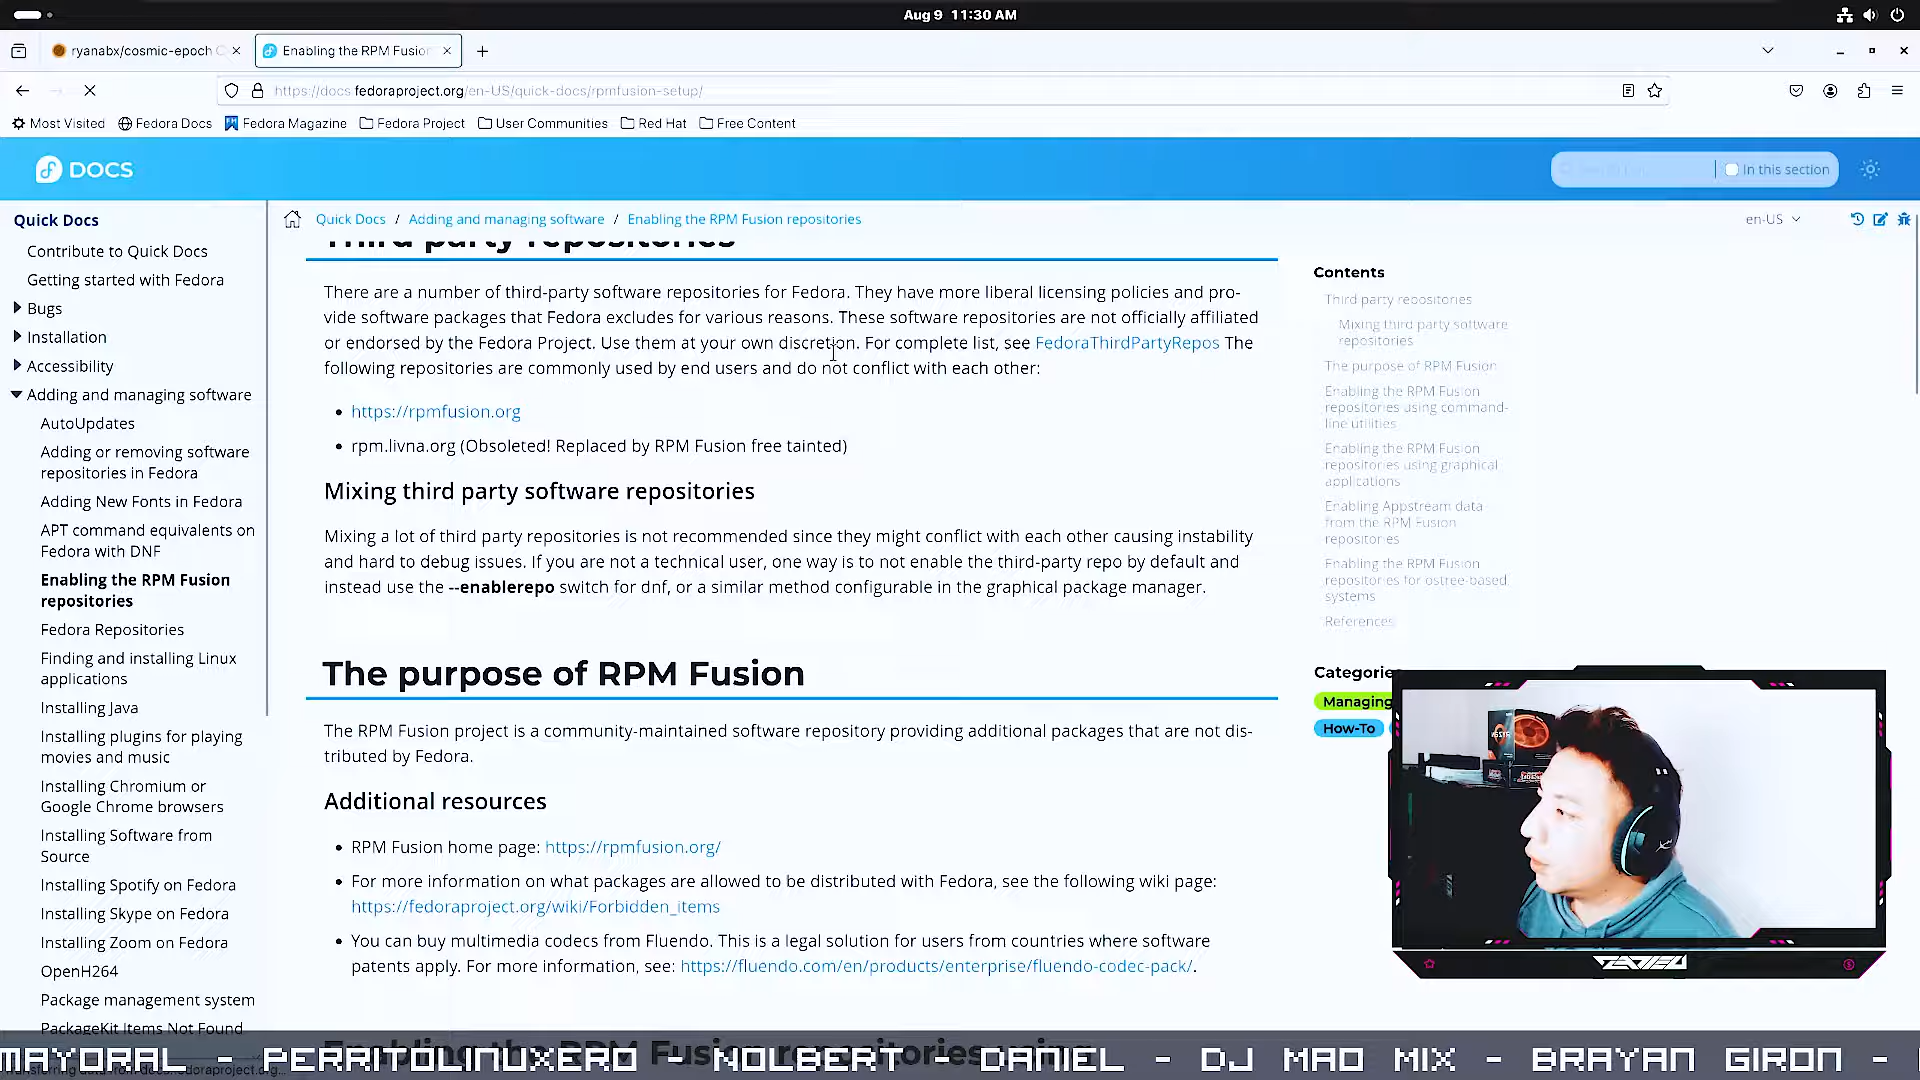 Aug 9 11:30 AM
ryanabx/cosmic-epoch
Enabling the RPM Fusio
https://docs.fedoraproject.org/en-US/quick-docs/rpmfusion-setup/
Most Visited
Fedora Docs
Fedora Magazine
Fedora Project
User Communities
Red Hat
Free Content
DOCS
In this section
Quick Docs
Contribute to Quick Docs
Getting started with Fedora
Bugs
Installation
Accessibility
Adding and managing software
AutoUpdates
Adding or removing software
repositories in Fedora
Adding New Fonts in Fedora
APT command equivalents on
Fedora with DNF
Enabling the RPM Fusion
repositories
Fedora Repositories
Finding and installing Linux
applications
Installing Java
Installing plugins for playing
movies and music
Installing Chromium or
Google Chrome browsers
Installing Software from
Source
Installing Spotify on Fedora
Installing Skype on Fedora
Installing Zoom on Fedora
OpenH264
Package management system
PackageKit Items Not Found
Quick Docs / Adding and managing software / Enabling the RPM Fusion repositories
en-US
Third party repositories
There are a number of third-party software repositories for Fedora. They have more liberal licensing policies and pro-
vide software packages that Fedora excludes for various reasons. These software repositories are not officially affiliated
or endorsed by the Fedora Project. Use them at your own discretion. For complete list, see FedoraThirdPartyRepos The
following repositories are commonly used by end users and do not conflict with each other:
• https://rpmfusion.org
• rpm.livna.org (Obsoleted! Replaced by RPM Fusion free tainted)
Mixing third party software repositories
Mixing a lot of third party repositories is not recommended since they might conflict with each other causing instability
and hard to debug issues. If you are not a technical user, one way is to not enable the third-party repo by default and
instead use the --enablerepo switch for dnf, or a similar method configurable in the graphical package manager.
The purpose of RPM Fusion
The RPM Fusion project is a community-maintained software repository providing additional packages that are not dis-
tributed by Fedora.
Additional resources
• RPM Fusion home page: https://rpmfusion.org/
• For more information on what packages are allowed to be distributed with Fedora, see the following wiki page:
https://fedoraproject.org/wiki/Forbidden_items
• You can buy multimedia codecs from Fluendo. This is a legal solution for users from countries where software
patents apply. For more information, see: https://fluendo.com/en/products/enterprise/fluendo-codec-pack/.
Enabling the RPM Fusion repositories using
Contents
Third party repositories
Mixing third party software
repositories
The purpose of RPM Fusion
Enabling the RPM Fusion
repositories using command-
line utilities
Enabling the RPM Fusion
repositories using graphical
applications
Enabling Appstream data
from the RPM Fusion
repositories
Enabling the RPM Fusion
repositories for ostree-based
systems
References
Categorie
Managing
How-To
MAYORAL - PERRITOLINUXERO - NOLBERT - DANIEL - DJ MAO MIX - BRAYAN GIRON -
Transferring data from docs.fedoraproject.org...